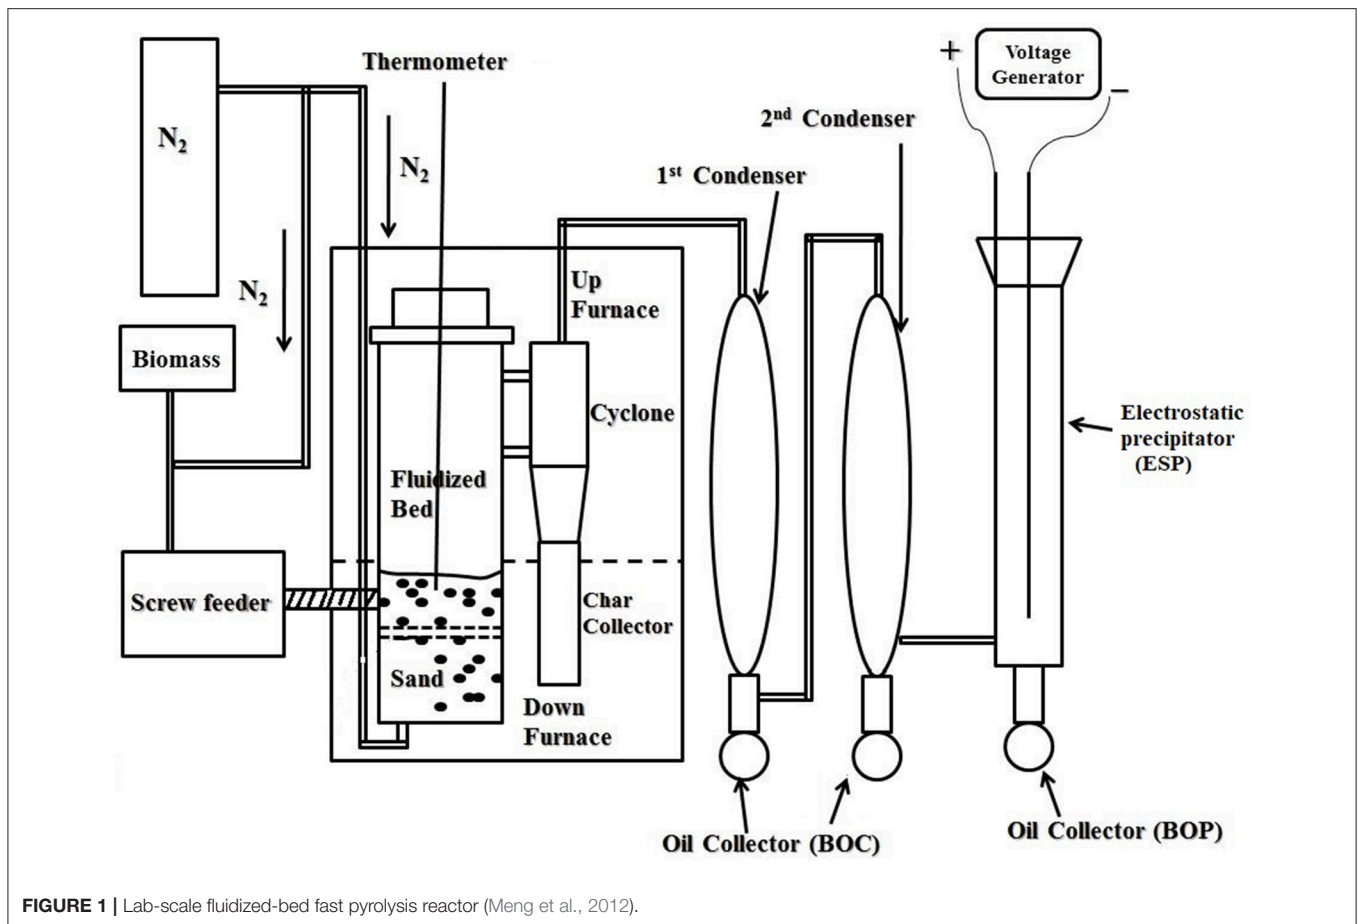 Thermometer
Voltage
Generator
+
−
2nd Condenser
1st Condenser
N2
N2
N2
Up
Furnace
Biomass
Cyclone
Electrostatic
precipitator
(ESP)
Fluidized
Bed
Screw feeder
Char
Collector
Sand
Down
Furnace
Oil Collector (BOC)
Oil Collector (BOP)
FIGURE 1 | Lab-scale fluidized-bed fast pyrolysis reactor (Meng et al., 2012).